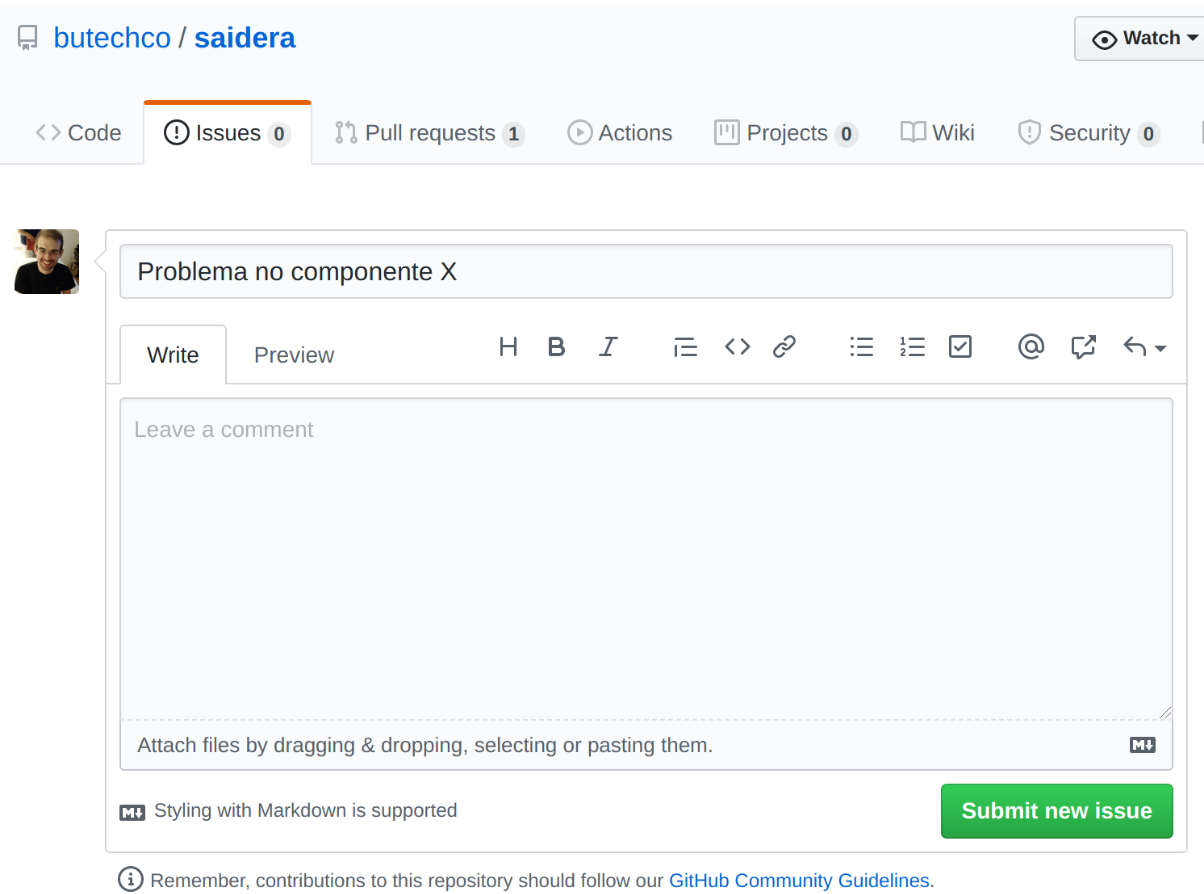 butechco / saidera
Watch
Code Issues 0 Pull requests 1 Actions Projects 0 Wiki Security 0
Problema no componente X
Write Preview
Leave a comment
Attach files by dragging & dropping, selecting or pasting them.
Styling with Markdown is supported
Submit new issue
Remember, contributions to this repository should follow our GitHub Community Guidelines.